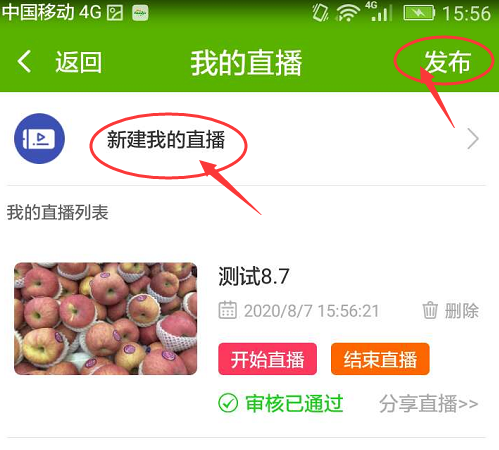 中国移动 4G 4G 15:56
返回 我的直播 发布
新建我的直播
我的直播列表
测试8.7
2020/8/7 15:56:21 删除
开始直播 结束直播
审核已通过 分享直播>>